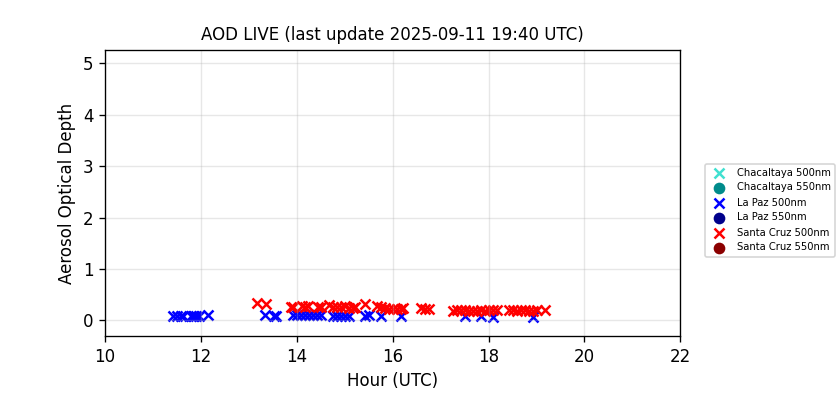 AOD LIVE (last update 2025-09-11 19:40 UTC)
Aerosol Optical Depth
5
4
3
2
1
0
10 12 14 16 18 20 22
Hour (UTC)
Chacaltaya 500nm
Chacaltaya 550nm
La Paz 500nm
La Paz 550nm
Santa Cruz 500nm
Santa Cruz 550nm